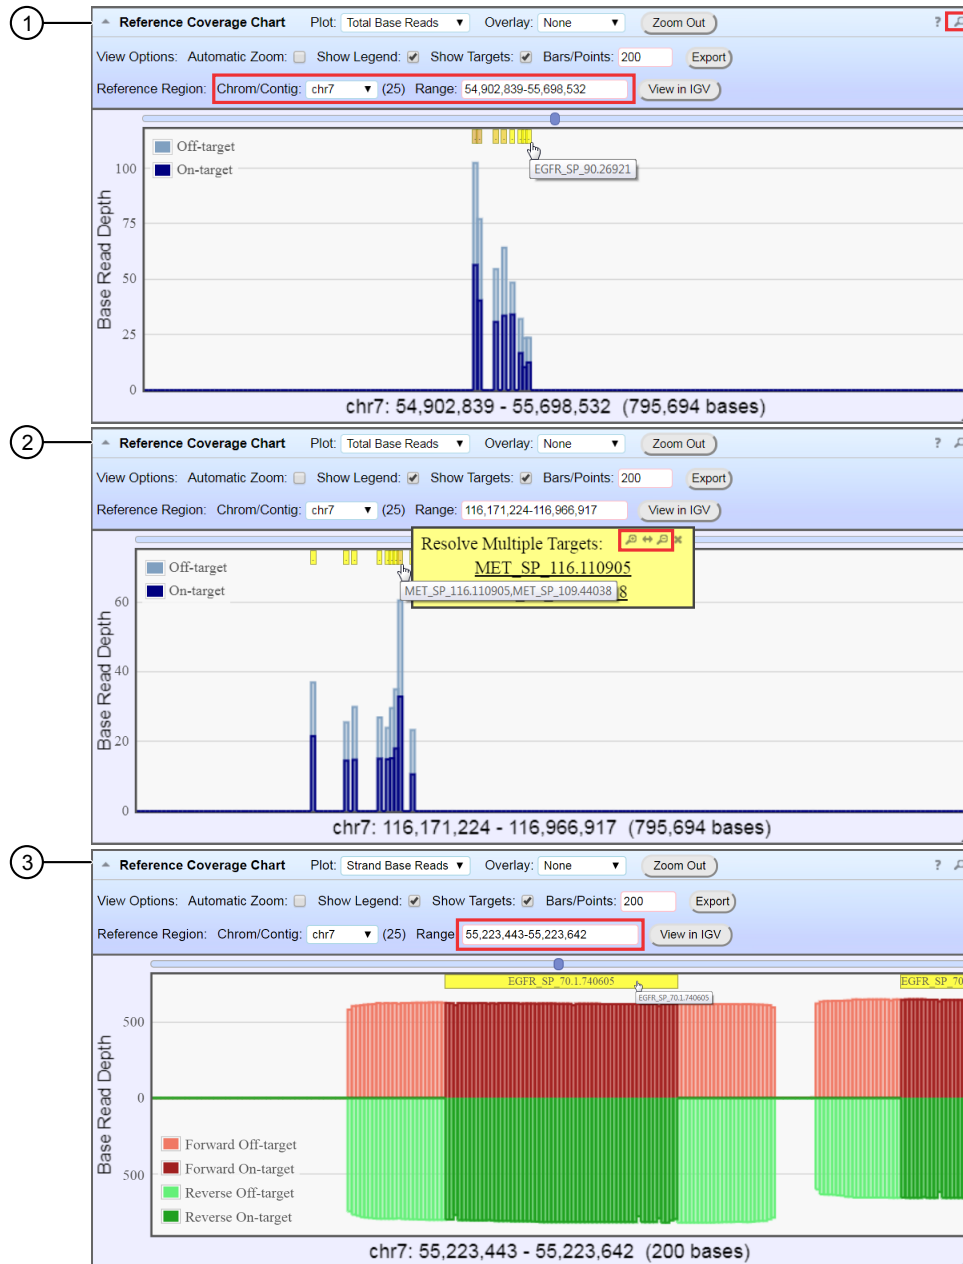 1
Reference Coverage Chart Plot: Total Base Reads ▼ Overlay: None ▼ Zoom Out ?
View Options: Automatic Zoom: Show Legend: ✔ Show Targets: ✔ Bars/Points: 200 Export
Reference Region: Chrom/Contig: chr7 ▼ (25) Range: 54,902,839-55,698,532 View in IGV
Off-target
On-target
EGFR_SP_90.26921
100
75
50
25
0
Base Read Depth
chr7: 54,902,839 - 55,698,532 (795,694 bases)
2
Reference Coverage Chart Plot: Total Base Reads ▼ Overlay: None ▼ Zoom Out ?
View Options: Automatic Zoom: Show Legend: ✔ Show Targets: ✔ Bars/Points: 200 Export
Reference Region: Chrom/Contig: chr7 ▼ (25) Range: 116,171,224-116,966,917 View in IGV
Resolve Multiple Targets:
MET_SP_116.110905
8
MET_SP_116.110905,MET_SP_109.44038
Off-target
On-target
60
40
20
0
Base Read Depth
chr7: 116,171,224 - 116,966,917 (795,694 bases)
3
Reference Coverage Chart Plot: Strand Base Reads ▼ Overlay: None ▼ Zoom Out ?
View Options: Automatic Zoom: Show Legend: ✔ Show Targets: ✔ Bars/Points: 200 Export
Reference Region: Chrom/Contig: chr7 ▼ (25) Range 55,223,443-55,223,642 View in IGV
EGFR_SP_70.1.740605 EGFR_SP_70
EGFR_SP_70.1.740605
500
0
500
Base Read Depth
Forward Off-target
Forward On-target
Reverse Off-target
Reverse On-target
chr7: 55,223,443 - 55,223,642 (200 bases)